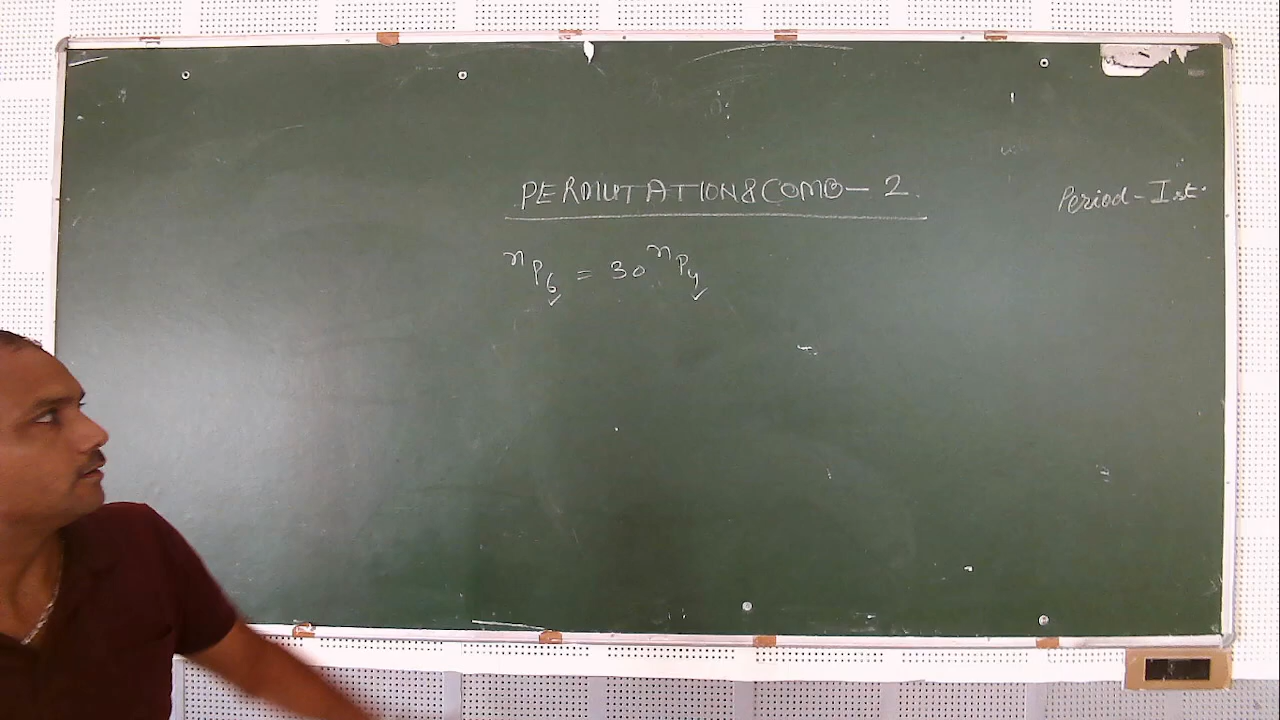 PERMUTATION&COMB-2.
Period-Ist.
ⁿP₆ = 30 ⁿP₄